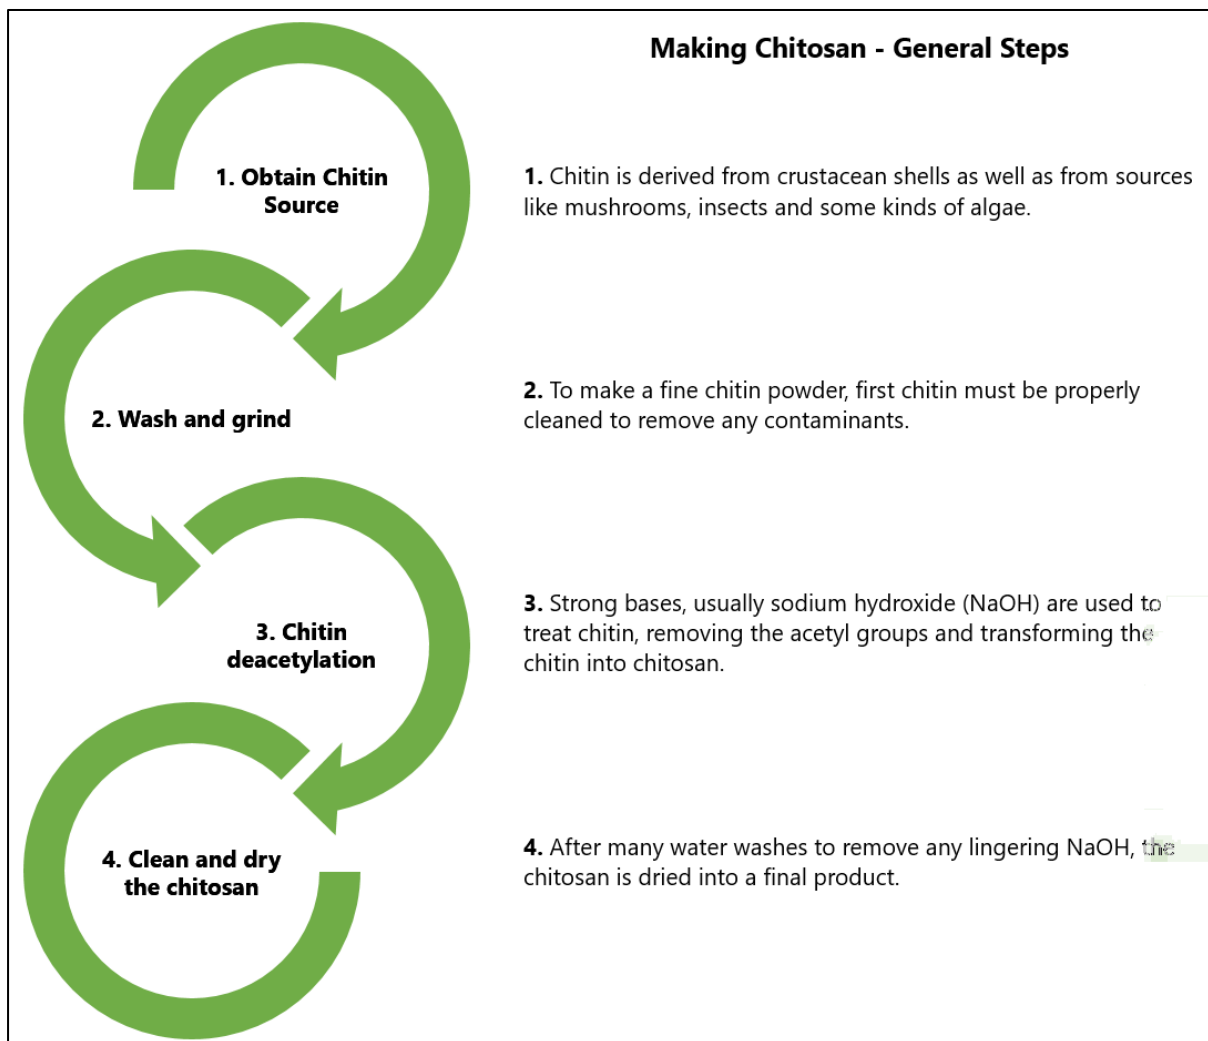 Making Chitosan - General Steps
1. Obtain Chitin
Source
1. Chitin is derived from crustacean shells as well as from sources
like mushrooms, insects and some kinds of algae.
2. Wash and grind
2. To make a fine chitin powder, first chitin must be properly
cleaned to remove any contaminants.
3. Chitin
deacetylation
3. Strong bases, usually sodium hydroxide (NaOH) are used to
treat chitin, removing the acetyl groups and transforming the
chitin into chitosan.
4. Clean and dry
the chitosan
4. After many water washes to remove any lingering NaOH, the
chitosan is dried into a final product.